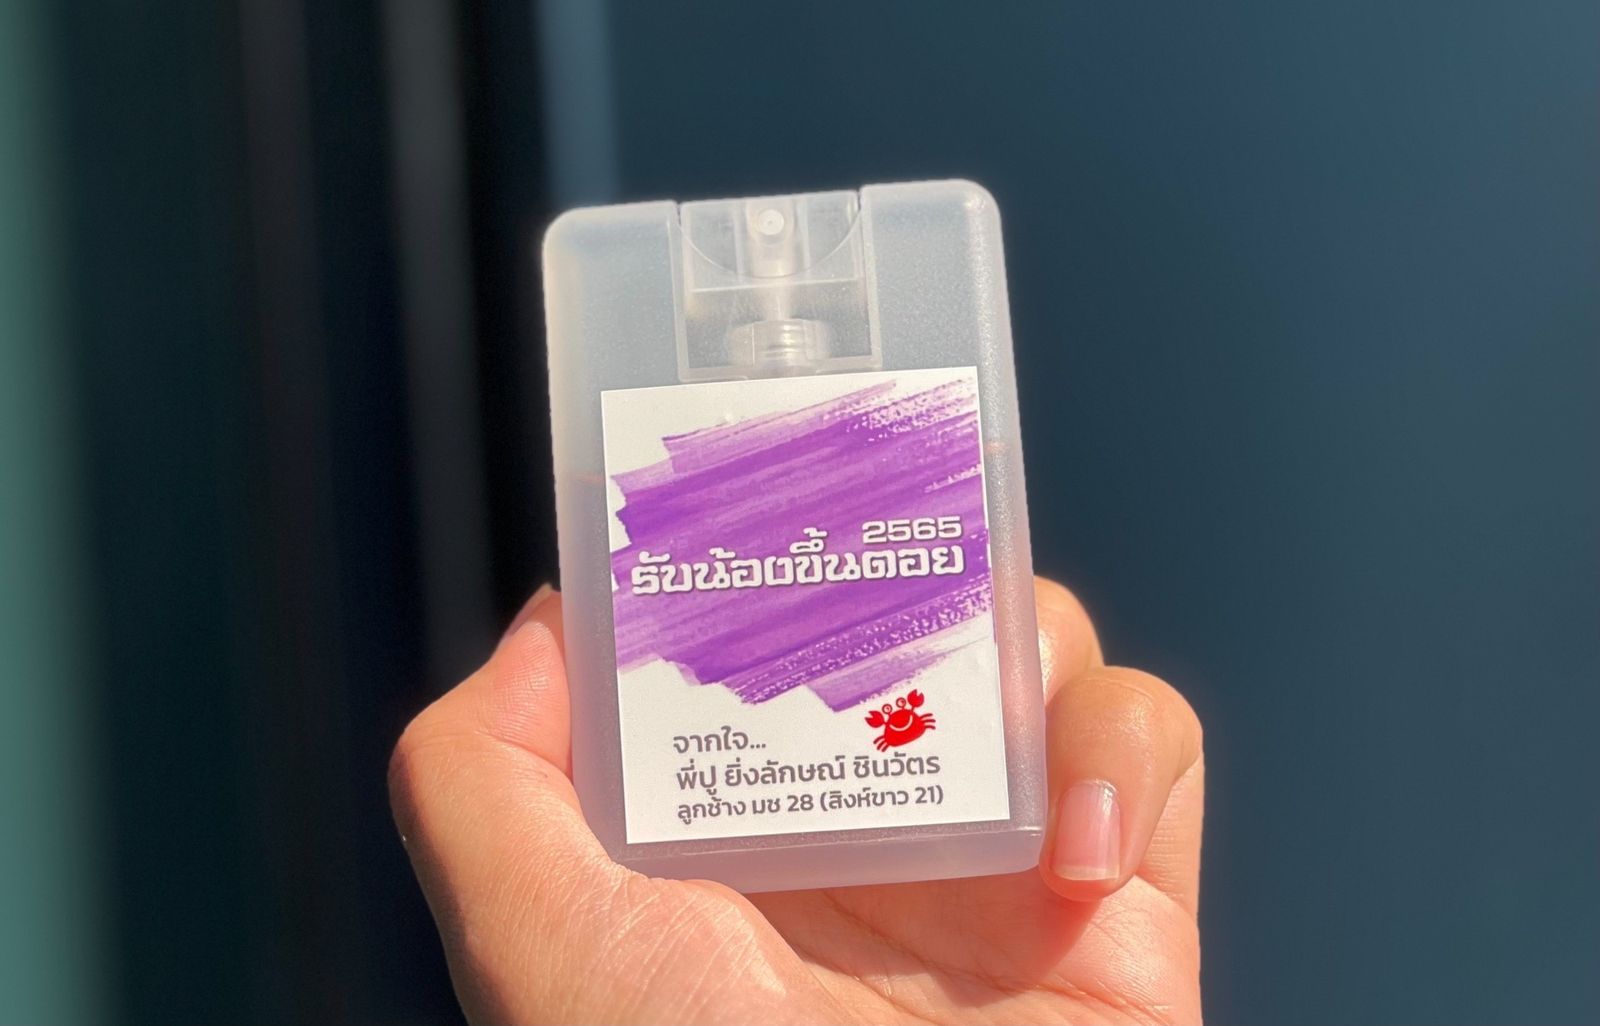 2565
รับน้องขึ้นดอย
จากใจ...
พี่ปู ยิ่งลักษณ์ ชินวัตร
ลูกช้าง มช 28 (สิงห์ขาว 21)